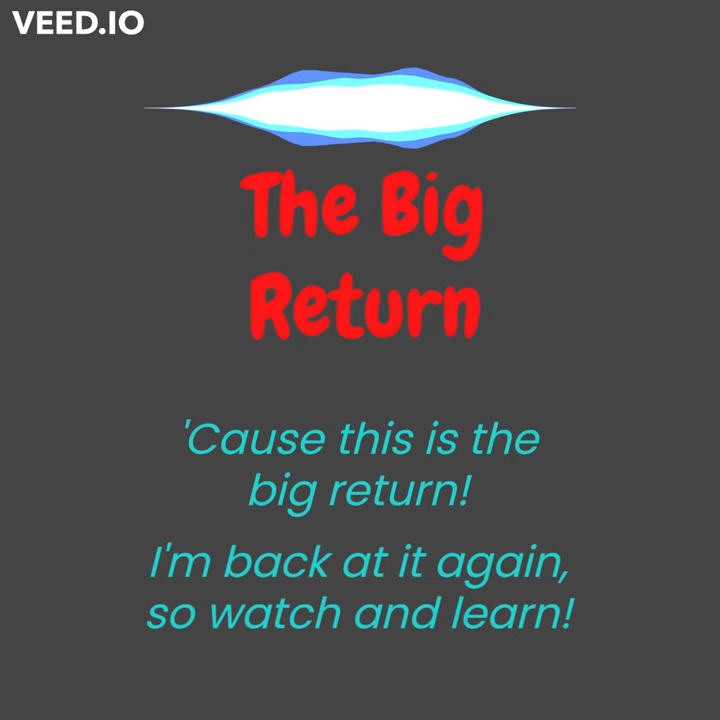 VEED.IO
The Big
Return
'Cause this is the
big return!
I'm back at it again,
so watch and learn!